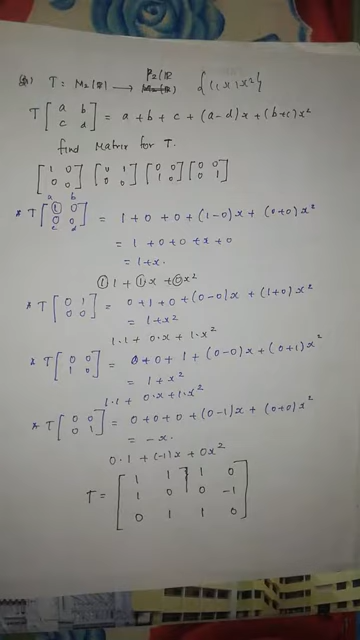 Q) T: M₂(R) → P₂(R {1, x, x²}
T [a b; c d] = a + b + c + (a-d)x + (b+c)x²
find Matrix for T.
[1 0; 0 0] [0 1; 0 0] [0 0; 1 0] [0 0; 0 1]
a b
* T [1 0; 0 0] = 1+0+0+(1-0)x + (0+0)x²
c d
= 1+0+0+x+0
= 1+x.
1 1 + 1x + 0x²
* T [0 1; 0 0] = 0+1+0+(0-0)x+(1+0)x²
= 1+x²
1.1 + 0.x + 1.x²
* T [0 0; 1 0] = 0+0+1+(0-0)x+(0+1)x²
= 1+x²
1.1 + 0x+1.x²
* T [0 0; 0 1] = 0+0+0+(0-1)x + (0+0)x²
= -x.
0.1 + (-1)x + 0x²
T = [1 1 1 0; 1 0 0 -1; 0 1 1 0]